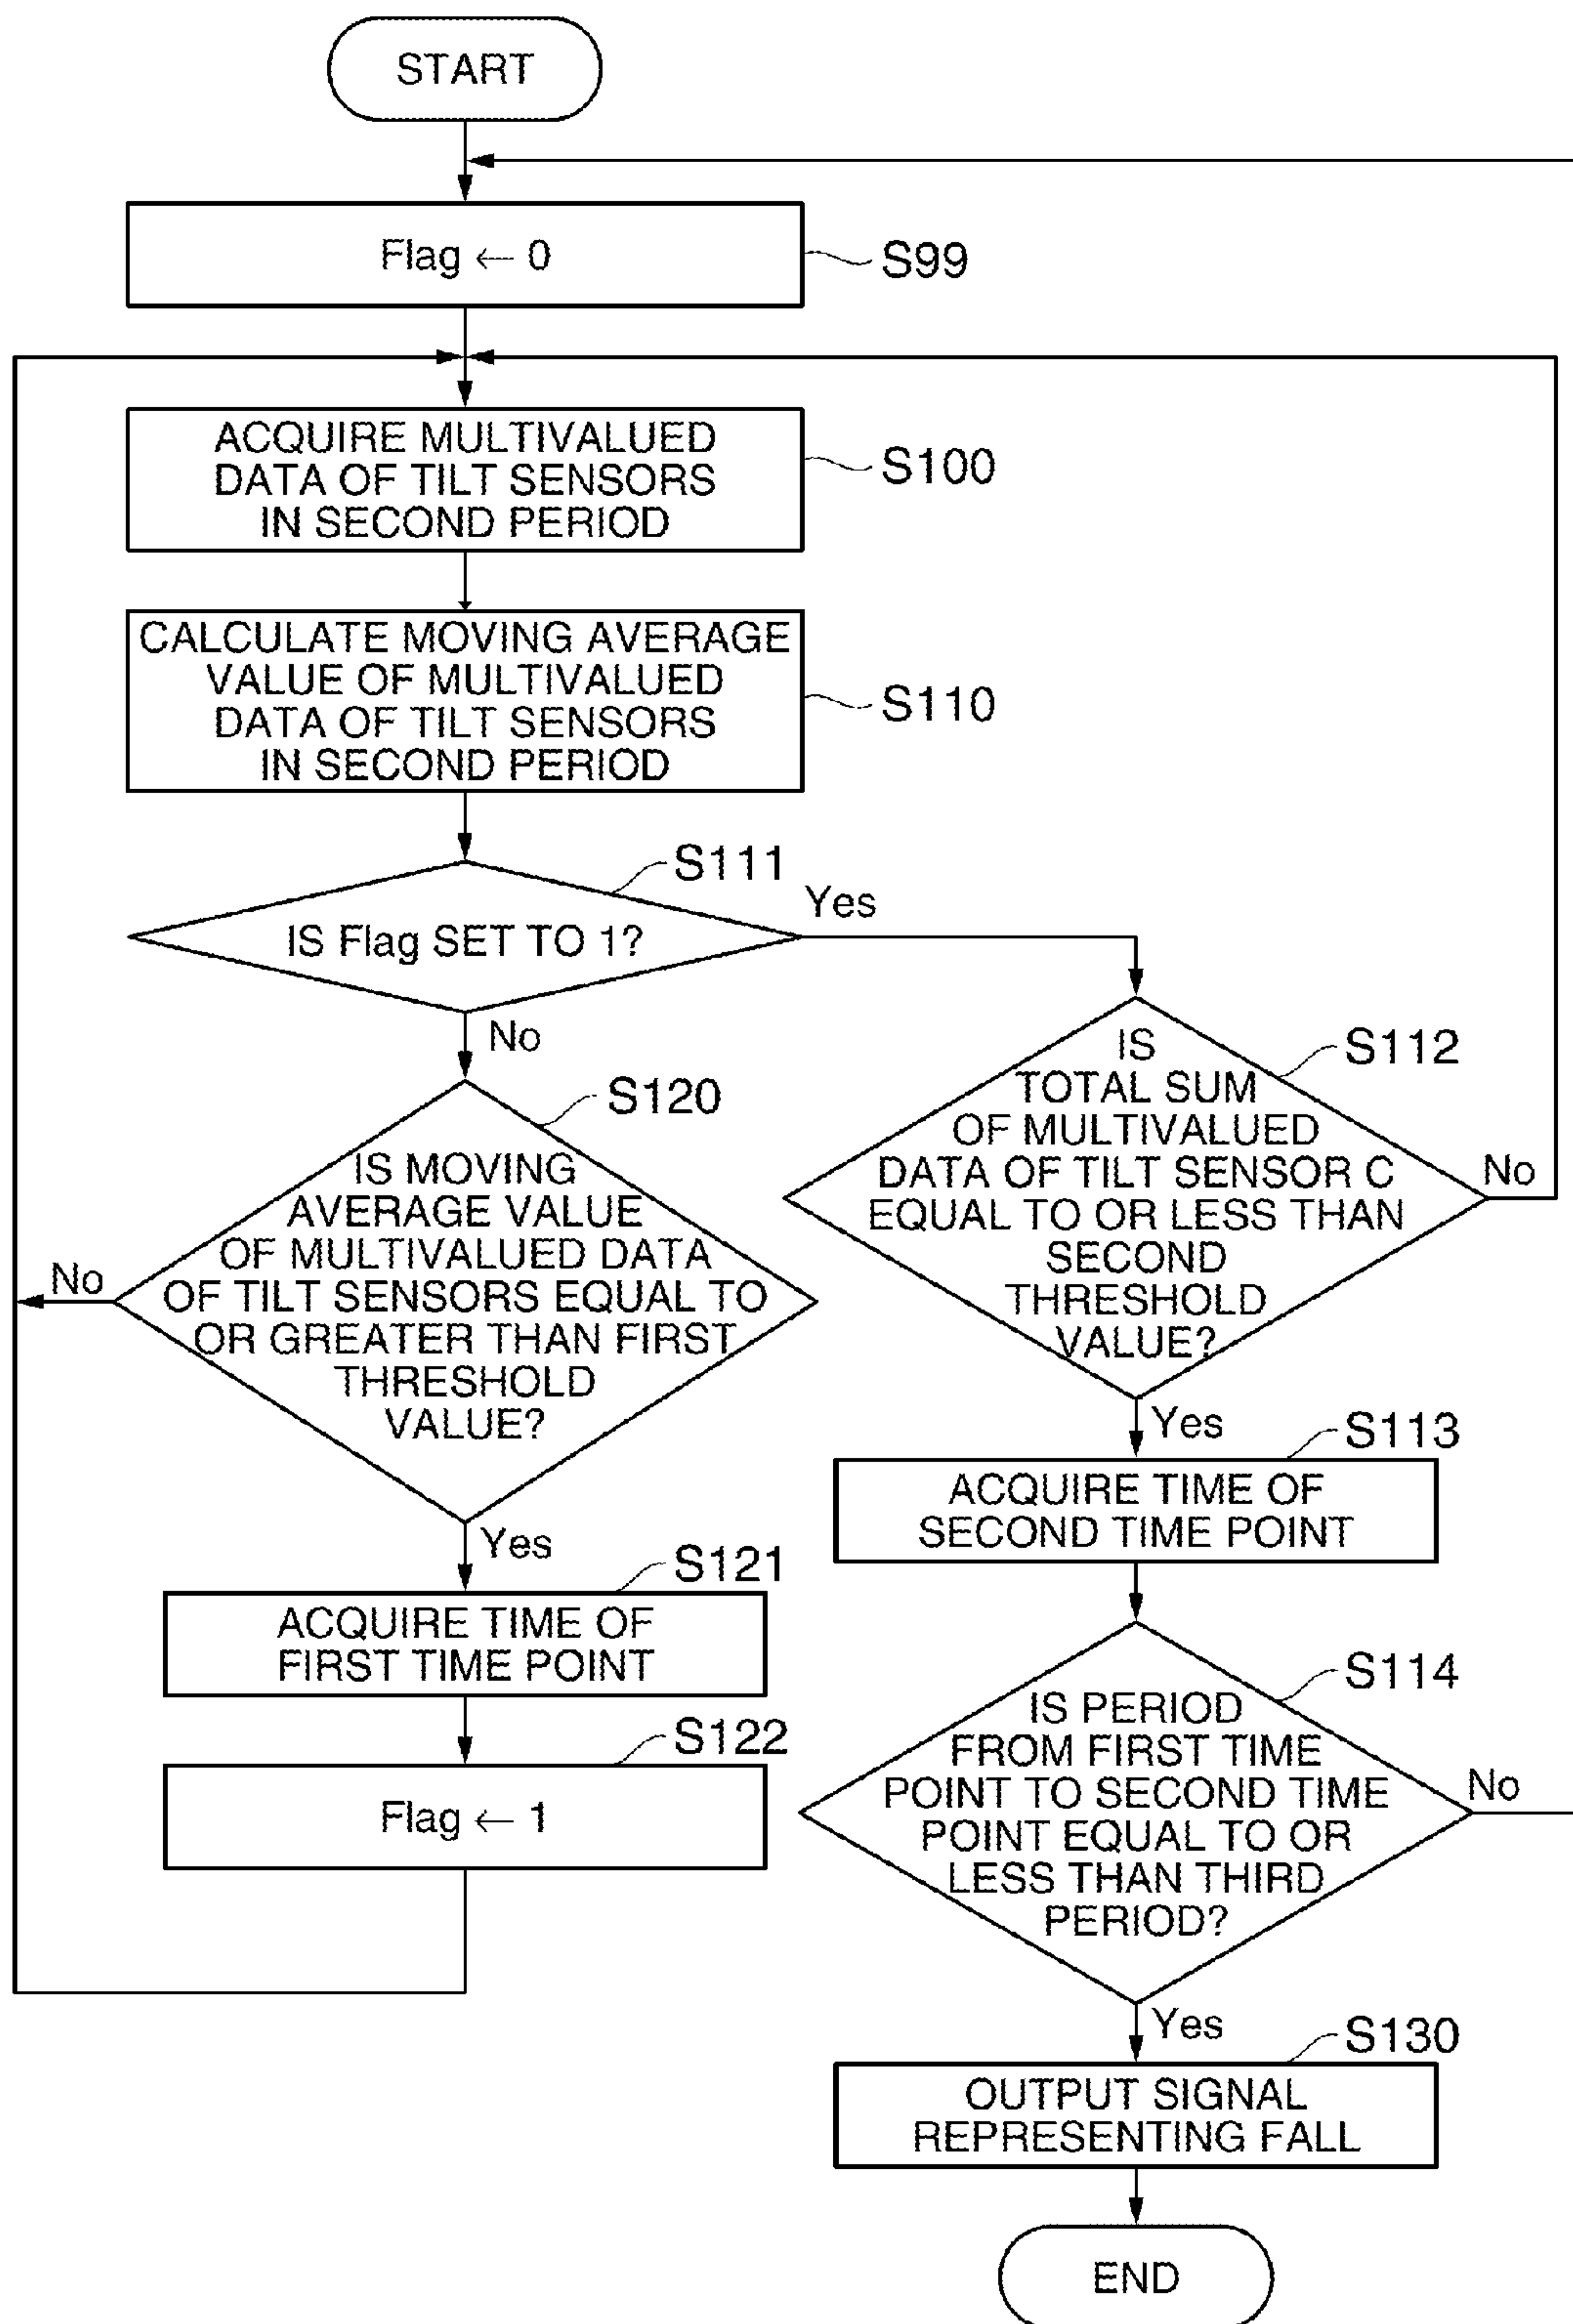 START
Flag ← 0
S99
ACQUIRE MULTIVALUED
DATA OF TILT SENSORS
IN SECOND PERIOD
S100
CALCULATE MOVING AVERAGE
VALUE OF MULTIVALUED
DATA OF TILT SENSORS
IN SECOND PERIOD
S110
S111
IS Flag SET TO 1?
Yes
No
S120
IS MOVING
AVERAGE VALUE
OF MULTIVALUED DATA
OF TILT SENSORS EQUAL TO
OR GREATER THAN FIRST
THRESHOLD
VALUE?
No
Yes
S121
ACQUIRE TIME OF
FIRST TIME POINT
S122
Flag ← 1
S112
IS
TOTAL SUM
OF MULTIVALUED
DATA OF TILT SENSOR C
EQUAL TO OR LESS THAN
SECOND
THRESHOLD
VALUE?
No
Yes
S113
ACQUIRE TIME OF
SECOND TIME POINT
S114
IS PERIOD
FROM FIRST TIME
POINT TO SECOND TIME
POINT EQUAL TO OR
LESS THAN THIRD
PERIOD?
No
Yes
S130
OUTPUT SIGNAL
REPRESENTING FALL
END